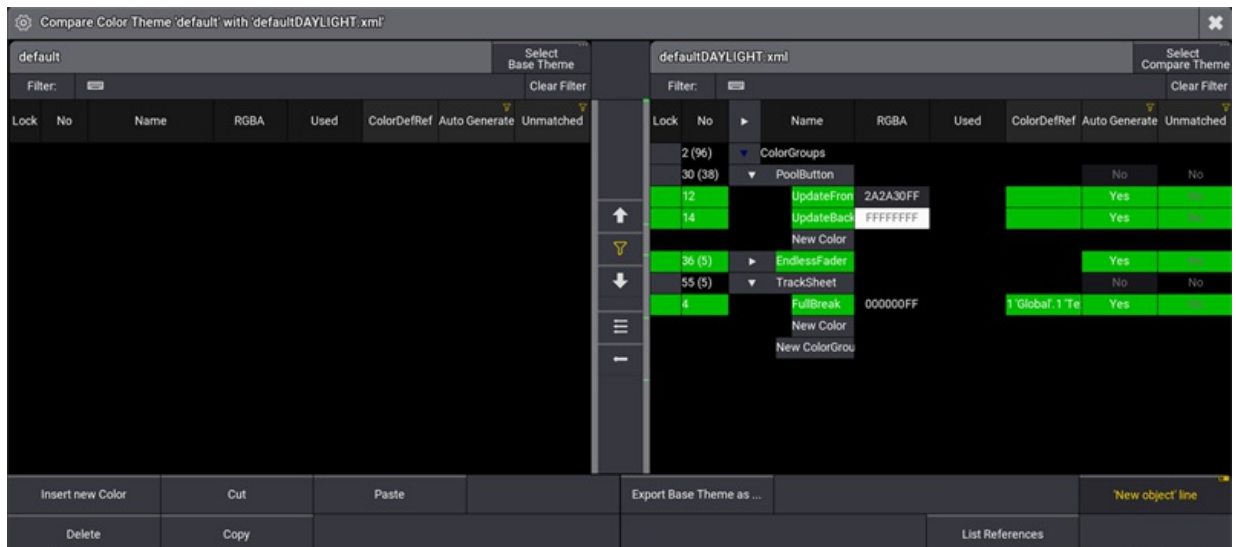 Compare Color Theme 'default' with 'defaultDAYLIGHT.xml'
default
Select
Base Theme
Filter:
Clear Filter
Lock No Name RGBA Used ColorDefRef Auto Generate Unmatched
defaultDAYLIGHT.xml
Select
Compare Theme
Filter:
Clear Filter
Lock No Name RGBA Used ColorDefRef Auto Generate Unmatched
2 (96) ColorGroups
30 (38) PoolButton No No
12 UpdateFron 2A2A30FF Yes
14 UpdateBack FFFFFFFF Yes
New Color
36 (5) EndlessFader Yes
55 (5) TrackSheet No No
4 FullBreak 000000FF 1 'Global'.1 'Te Yes
New Color
New ColorGrou
Insert new Color Cut Paste Export Base Theme as ... 'New object' line
Delete Copy List References